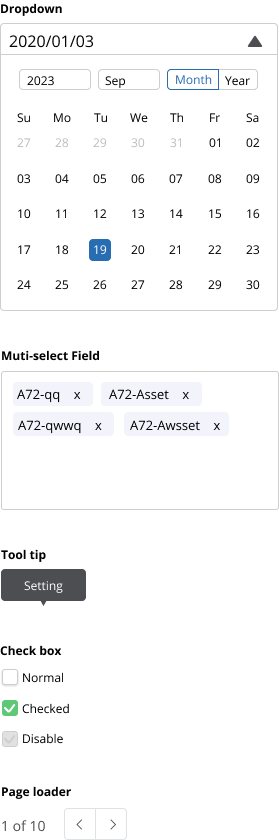 Dropdown
2020/01/03
2023 Sep Month Year
Su Mo Tu We Th Fr Sa
27 28 29 30 31 01 02
03 04 05 06 07 08 09
10 11 12 13 14 15 16
17 18 19 20 21 22 23
24 25 26 27 28 29 30
Muti-select Field
A72-qq x A72-Asset x
A72-qwwq x A72-Awsset x
Tool tip
Setting
Check box
Normal
Checked
Disable
Page loader
1 of 10 < >